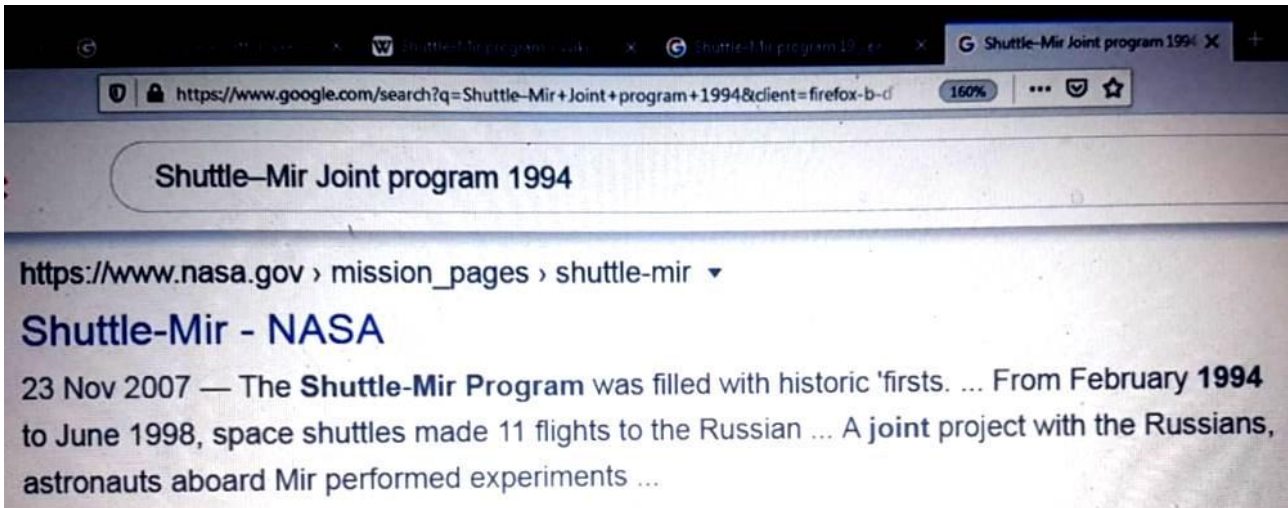 Shuttle–Mir Joint program 1994
https://www.google.com/search?q=Shuttle–Mir+Joint+program+1994&client=firefox-b-d
160%
Shuttle–Mir Joint program 1994
https://www.nasa.gov › mission_pages › shuttle-mir
Shuttle-Mir - NASA
23 Nov 2007 — The Shuttle-Mir Program was filled with historic 'firsts. ... From February 1994
to June 1998, space shuttles made 11 flights to the Russian ... A joint project with the Russians,
astronauts aboard Mir performed experiments ...